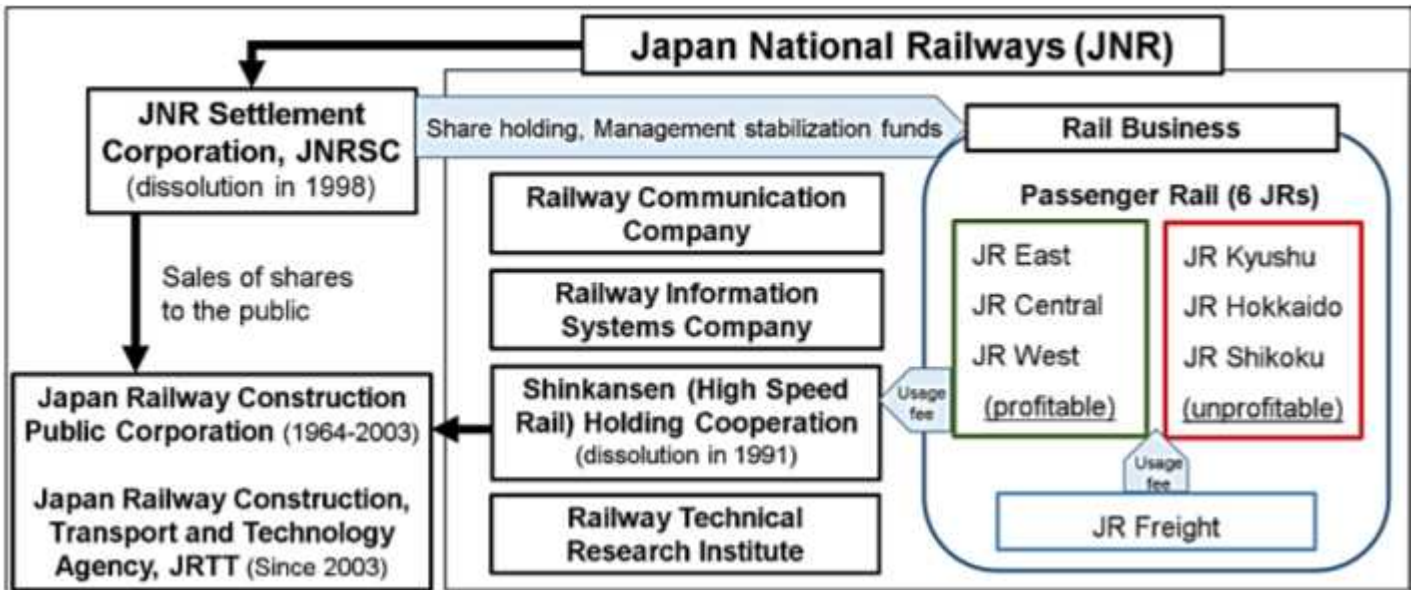 Japan National Railways (JNR)
JNR Settlement
Corporation, JNRSC
(dissolution in 1998)
Share holding, Management stabilization funds
Rail Business
Sales of shares
to the public
Japan Railway Construction
Public Corporation (1964-2003)
Japan Railway Construction,
Transport and Technology
Agency, JRTT (Since 2003)
Railway Communication
Company
Railway Information
Systems Company
Shinkansen (High Speed
Rail) Holding Cooperation
(dissolution in 1991)
Railway Technical
Research Institute
Usage
fee
Passenger Rail (6 JRs)
JR East
JR Central
JR West
(profitable)
JR Kyushu
JR Hokkaido
JR Shikoku
(unprofitable)
Usage
fee
JR Freight